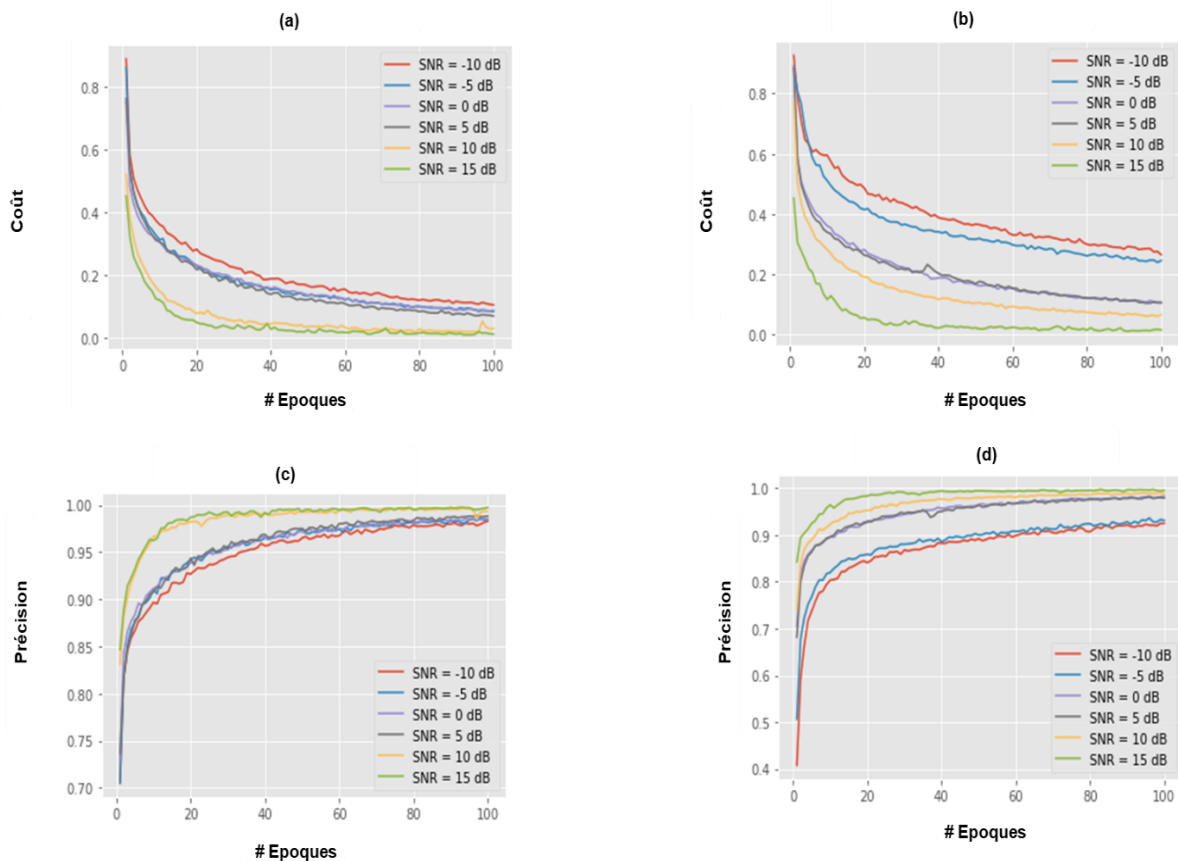 (a)
Coût
0.8
0.6
0.4
0.2
0.0
SNR = -10 dB
SNR = -5 dB
SNR = 0 dB
SNR = 5 dB
SNR = 10 dB
SNR = 15 dB
0 20 40 60 80 100
# Epoques
(b)
Coût
0.8
0.6
0.4
0.2
0.0
SNR = -10 dB
SNR = -5 dB
SNR = 0 dB
SNR = 5 dB
SNR = 10 dB
SNR = 15 dB
0 20 40 60 80 100
# Epoques
(c)
Précision
1.00
0.95
0.90
0.85
0.80
0.75
0.70
SNR = -10 dB
SNR = -5 dB
SNR = 0 dB
SNR = 5 dB
SNR = 10 dB
SNR = 15 dB
0 20 40 60 80 100
# Epoques
(d)
Précision
1.0
0.9
0.8
0.7
0.6
0.5
0.4
SNR = -10 dB
SNR = -5 dB
SNR = 0 dB
SNR = 5 dB
SNR = 10 dB
SNR = 15 dB
0 20 40 60 80 100
# Epoques